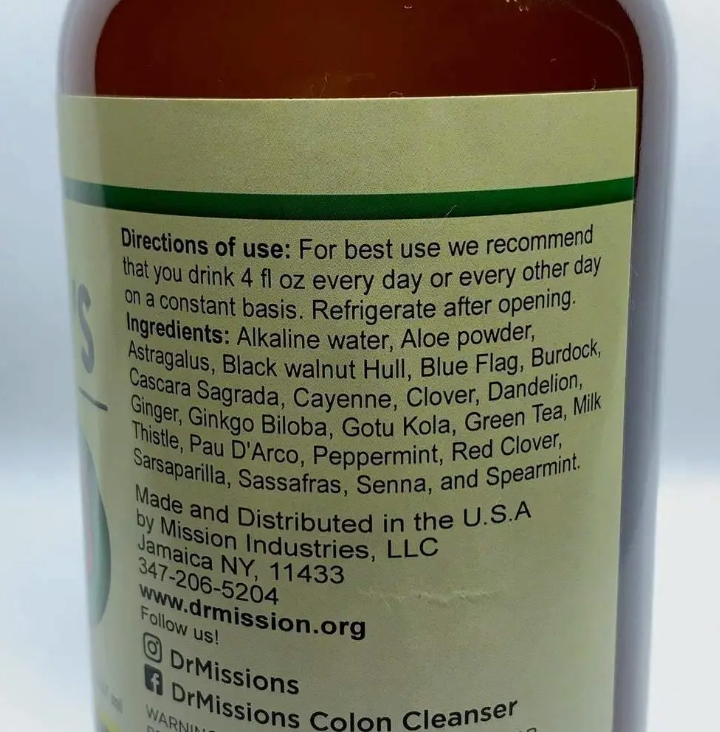 'S
Directions of use: For best use we recommend
that you drink 4 fl oz every day or every other day
on a constant basis. Refrigerate after opening.
Ingredients: Alkaline water, Aloe powder,
Astragalus, Black walnut Hull, Blue Flag, Burdock,
Cascara Sagrada, Cayenne, Clover, Dandelion,
Ginger, Ginkgo Biloba, Gotu Kola, Green Tea, Milk
Thistle, Pau D'Arco, Peppermint, Red Clover,
Sarsaparilla, Sassafras, Senna, and Spearmint.
Made and Distributed in the U.S.A
by Mission Industries, LLC
Jamaica NY, 11433
347-206-5204
www.drmission.org
Follow us!
DrMissions
DrMissions Colon Cleanser